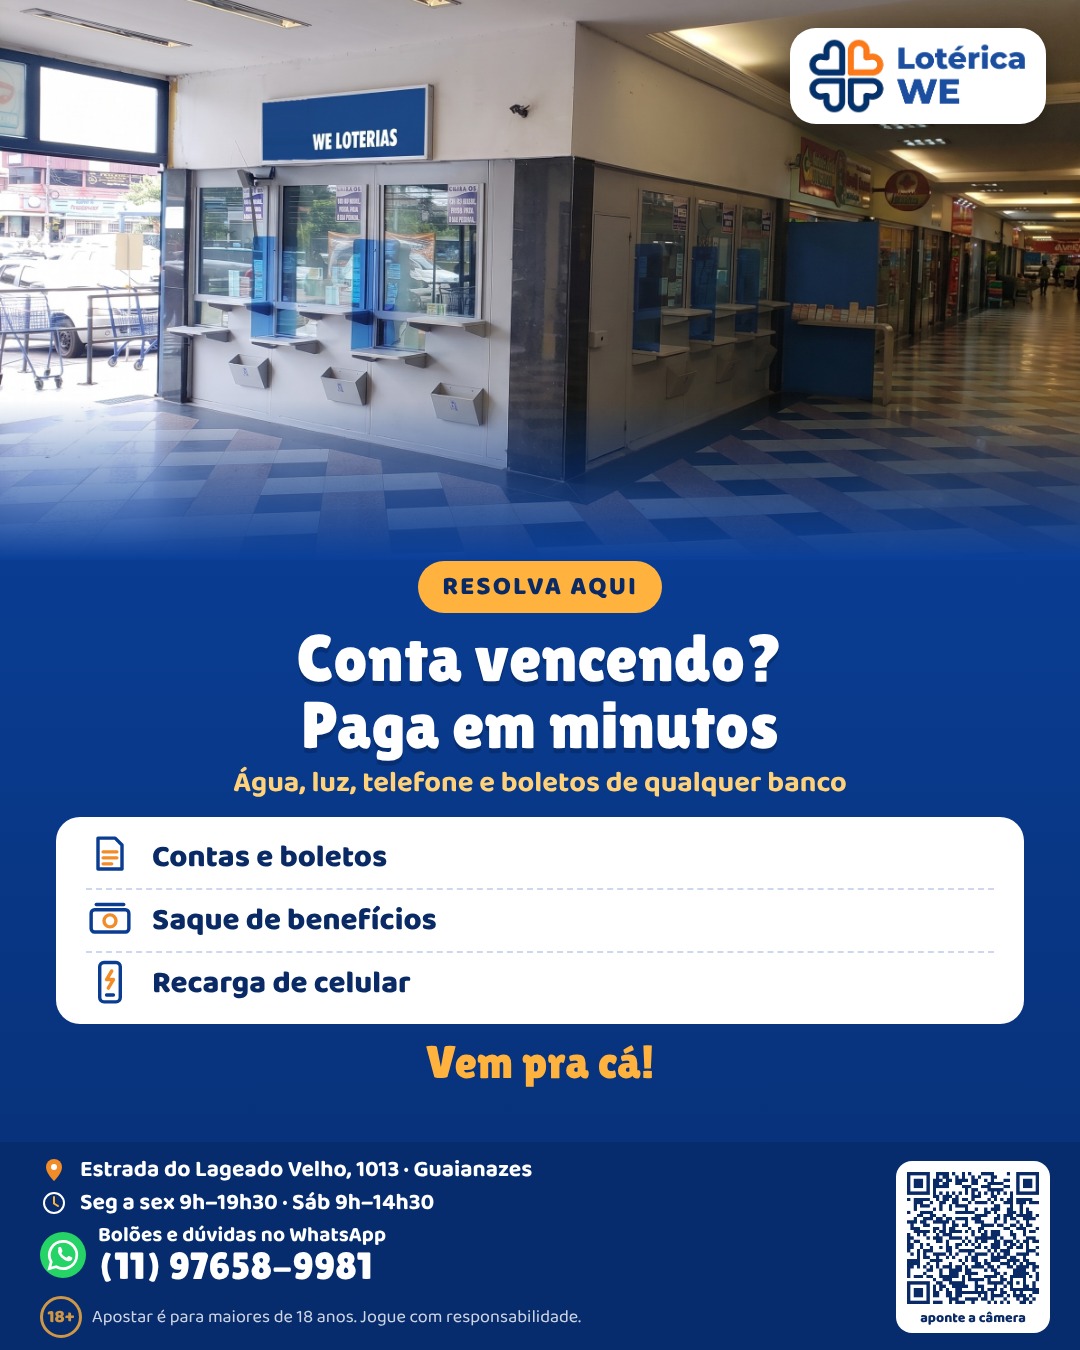 Lotérica
WE
WE LOTERIAS
RESOLVA AQUI
Conta vencendo?
Paga em minutos
Água, luz, telefone e boletos de qualquer banco
Contas e boletos
Saque de benefícios
Recarga de celular
Vem pra cá!
Estrada do Lageado Velho, 1013 · Guaianazes
Seg a sex 9h–19h30 · Sáb 9h–14h30
Bolões e dúvidas no WhatsApp
(11) 97658–9981
18+ Apostar é para maiores de 18 anos. Jogue com responsabilidade.
aponte a câmera